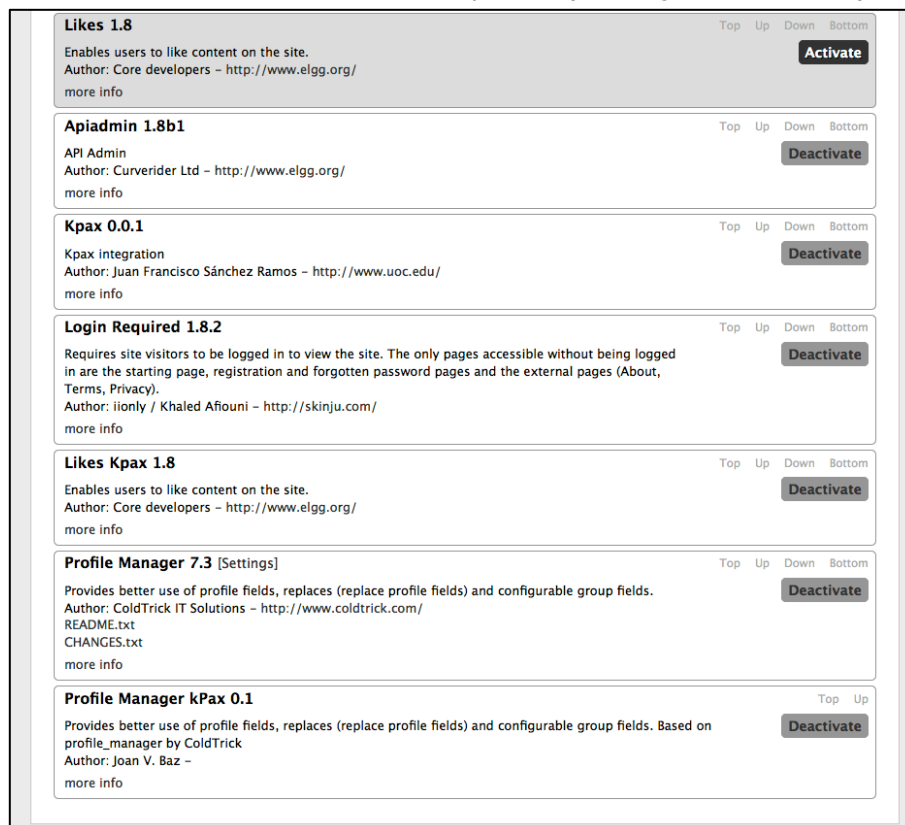 Likes 1.8
Top Up Down Bottom
Enables users to like content on the site.
Activate
Author: Core developers – http://www.elgg.org/
more info
Apiadmin 1.8b1
Top Up Down Bottom
API Admin
Deactivate
Author: Curverider Ltd – http://www.elgg.org/
more info
Kpax 0.0.1
Top Up Down Bottom
Kpax integration
Deactivate
Author: Juan Francisco Sánchez Ramos – http://www.uoc.edu/
more info
Login Required 1.8.2
Top Up Down Bottom
Requires site visitors to be logged in to view the site. The only pages accessible without being logged
Deactivate
in are the starting page, registration and forgotten password pages and the external pages (About,
Terms, Privacy).
Author: iionly / Khaled Afiouni – http://skinju.com/
more info
Likes Kpax 1.8
Top Up Down Bottom
Enables users to like content on the site.
Deactivate
Author: Core developers – http://www.elgg.org/
more info
Profile Manager 7.3 [Settings]
Top Up Down Bottom
Provides better use of profile fields, replaces (replace profile fields) and configurable group fields.
Deactivate
Author: ColdTrick IT Solutions – http://www.coldtrick.com/
README.txt
CHANGES.txt
more info
Profile Manager kPax 0.1
Top Up
Provides better use of profile fields, replaces (replace profile fields) and configurable group fields. Based on
Deactivate
profile_manager by ColdTrick
Author: Joan V. Baz –
more info